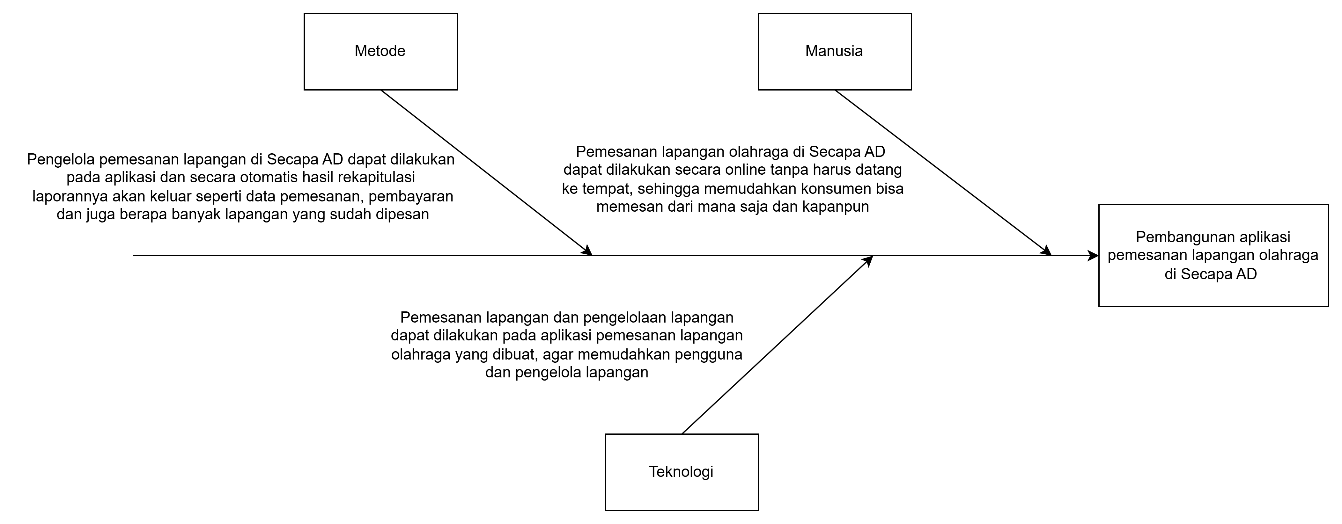 Metode
Manusia
Pengelola pemesanan lapangan di Secapa AD dapat dilakukan
pada aplikasi dan secara otomatis hasil rekapitulasi
laporannya akan keluar seperti data pemesanan, pembayaran
dan juga berapa banyak lapangan yang sudah dipesan
Pemesanan lapangan olahraga di Secapa AD
dapat dilakukan secara online tanpa harus datang
ke tempat, sehingga memudahkan konsumen bisa
memesan dari mana saja dan kapanpun
Pembangunan aplikasi
pemesanan lapangan olahraga
di Secapa AD
Pemesanan lapangan dan pengelolaan lapangan
dapat dilakukan pada aplikasi pemesanan lapangan
olahraga yang dibuat, agar memudahkan pengguna
dan pengelola lapangan
Teknologi